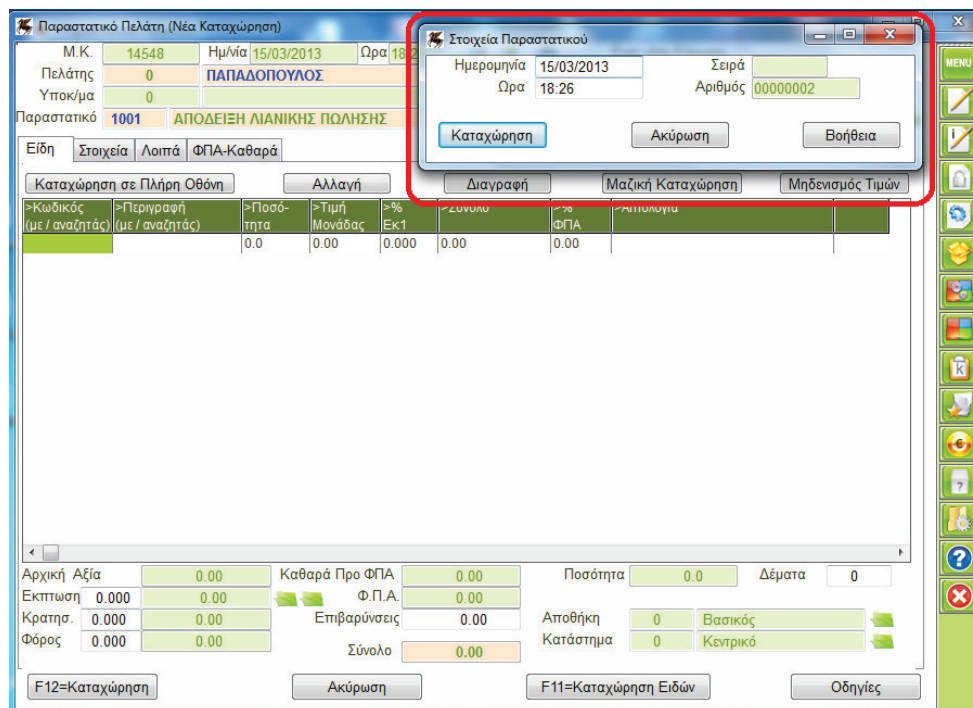 Παραστατικό Πελάτη (Νέα Καταχώρηση)
Στοιχεία Παραστατικού
Μ.Κ. 14548 Ημ/νία 15/03/2013 Ωρα 18
Ημερομηνία 15/03/2013 Σειρά
MENU
Πελάτης 0 ΠΑΠΑΔΟΠΟΥΛΟΣ
Ωρα 18:26 Αριθμός 00000002
Υποκ/μα 0
Παραστατικό 1001 ΑΠΟΔΕΙΞΗ ΛΙΑΝΙΚΗΣ ΠΩΛΗΣΗΣ
Καταχώρηση Ακύρωση Βοήθεια
Είδη Στοιχεία Λοιπά ΦΠΑ-Καθαρά
Καταχώρηση σε Πλήρη Οθόνη Αλλαγή Διαγραφή Μαζική Καταχώρηση Μηδενισμός Τιμών
>Κωδικός >Περιγραφή >Ποσό- >Τιμή >% >Σύνολο >% >Αιτιολογία
(με / αναζητάς) (με / αναζητάς) τητα Μονάδας Εκ1 ΦΠΑ
0.0 0.00 0.000 0.00 0.00
Αρχική Αξία 0.00 Καθαρά Προ ΦΠΑ 0.00 Ποσότητα 0.0 Δέματα 0
Εκπτωση 0.000 0.00 Φ.Π.Α. 0.00
Κρατησ. 0.000 0.00 Επιβαρύνσεις 0.00 Αποθήκη 0 Βασικός
Φόρος 0.000 0.00 Σύνολο 0.00 Κατάστημα 0 Κεντρικό
F12=Καταχώρηση Ακύρωση F11=Καταχώρηση Ειδών Οδηγίες